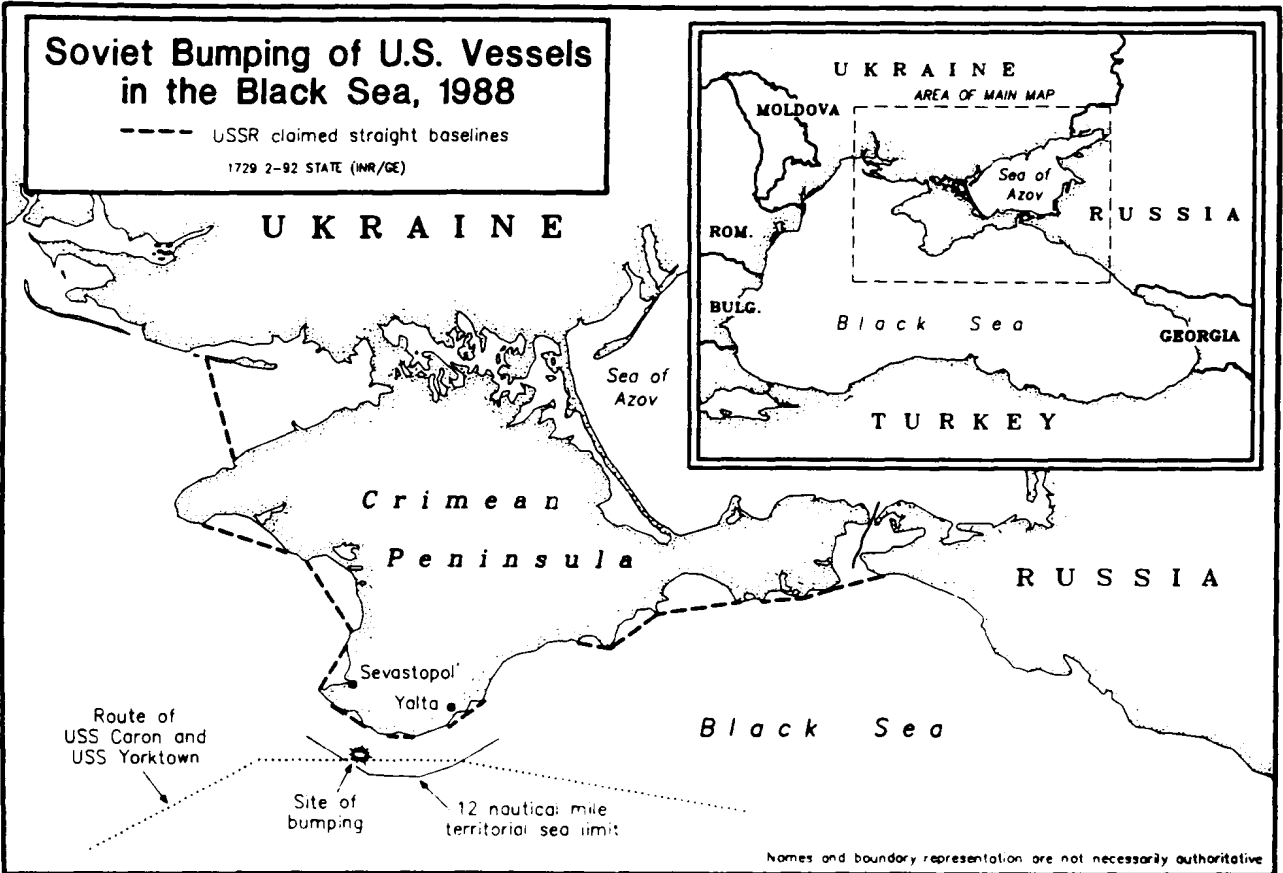 Soviet Bumping of U.S. Vessels
in the Black Sea, 1988
USSR claimed straight baselines
1729 2-92 STATE (INR/GE)
UKRAINE
AREA OF MAIN MAP
MOLDOVA
Sea of
Azov
RUSSIA
ROM.
BULG.
Black Sea
GEORGIA
TURKEY
UKRAINE
Sea of
Azov
Crimean
Peninsula
RUSSIA
Sevastopol'
Yalta
Black Sea
Route of
USS Caron and
USS Yorktown
Site of
bumping
12 nautical mile
territorial sea limit
Names and boundary representation are not necessarily authoritative